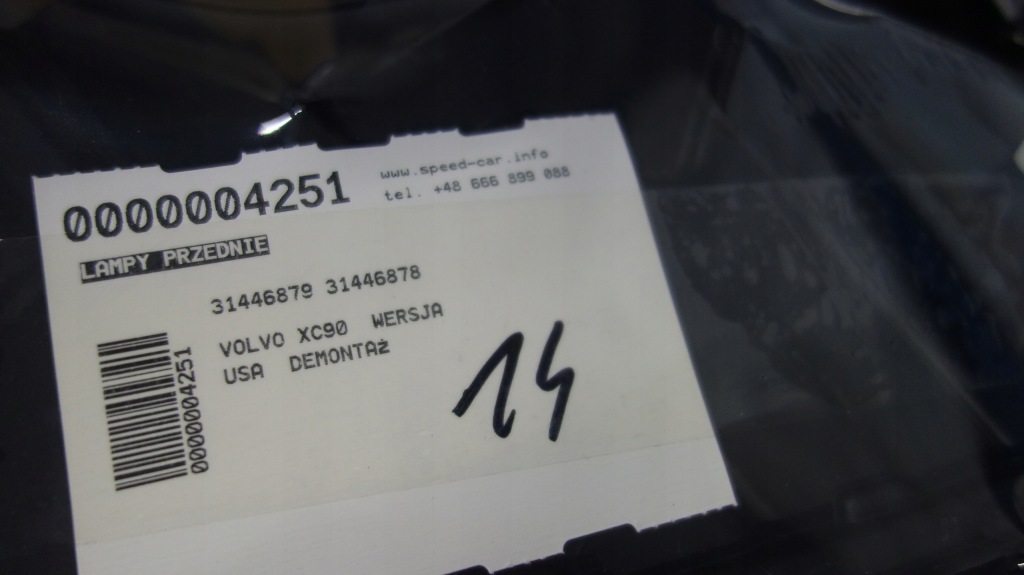 0000004251
www.speed-car.info
tel. +48 666 899 088
LAMPY PRZEDNIE
31446879 31446878
VOLVO XC90 WERSJA
USA DEMONTAż
0000004251
14